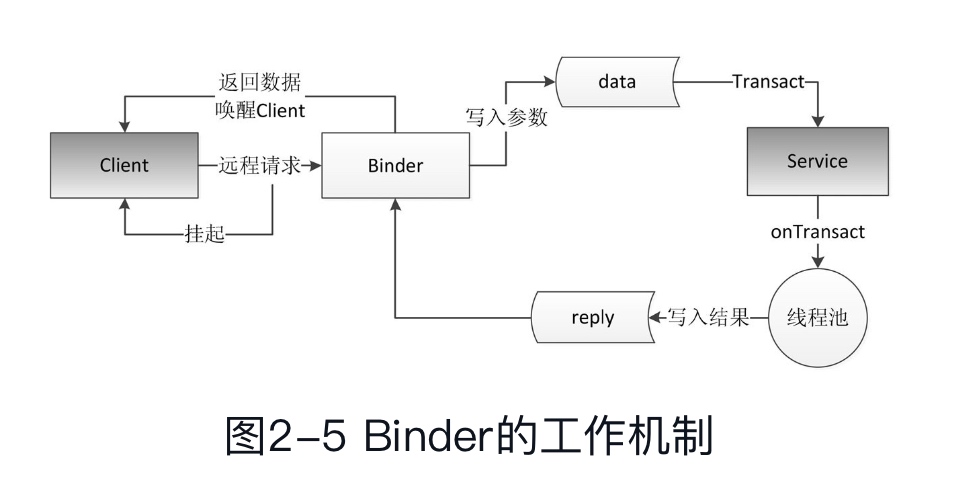 返回数据
唤醒Client
Client
远程请求
挂起
Binder
写入参数
data
Transact
Service
onTransact
线程池
写入结果
reply
图2-5 Binder的工作机制